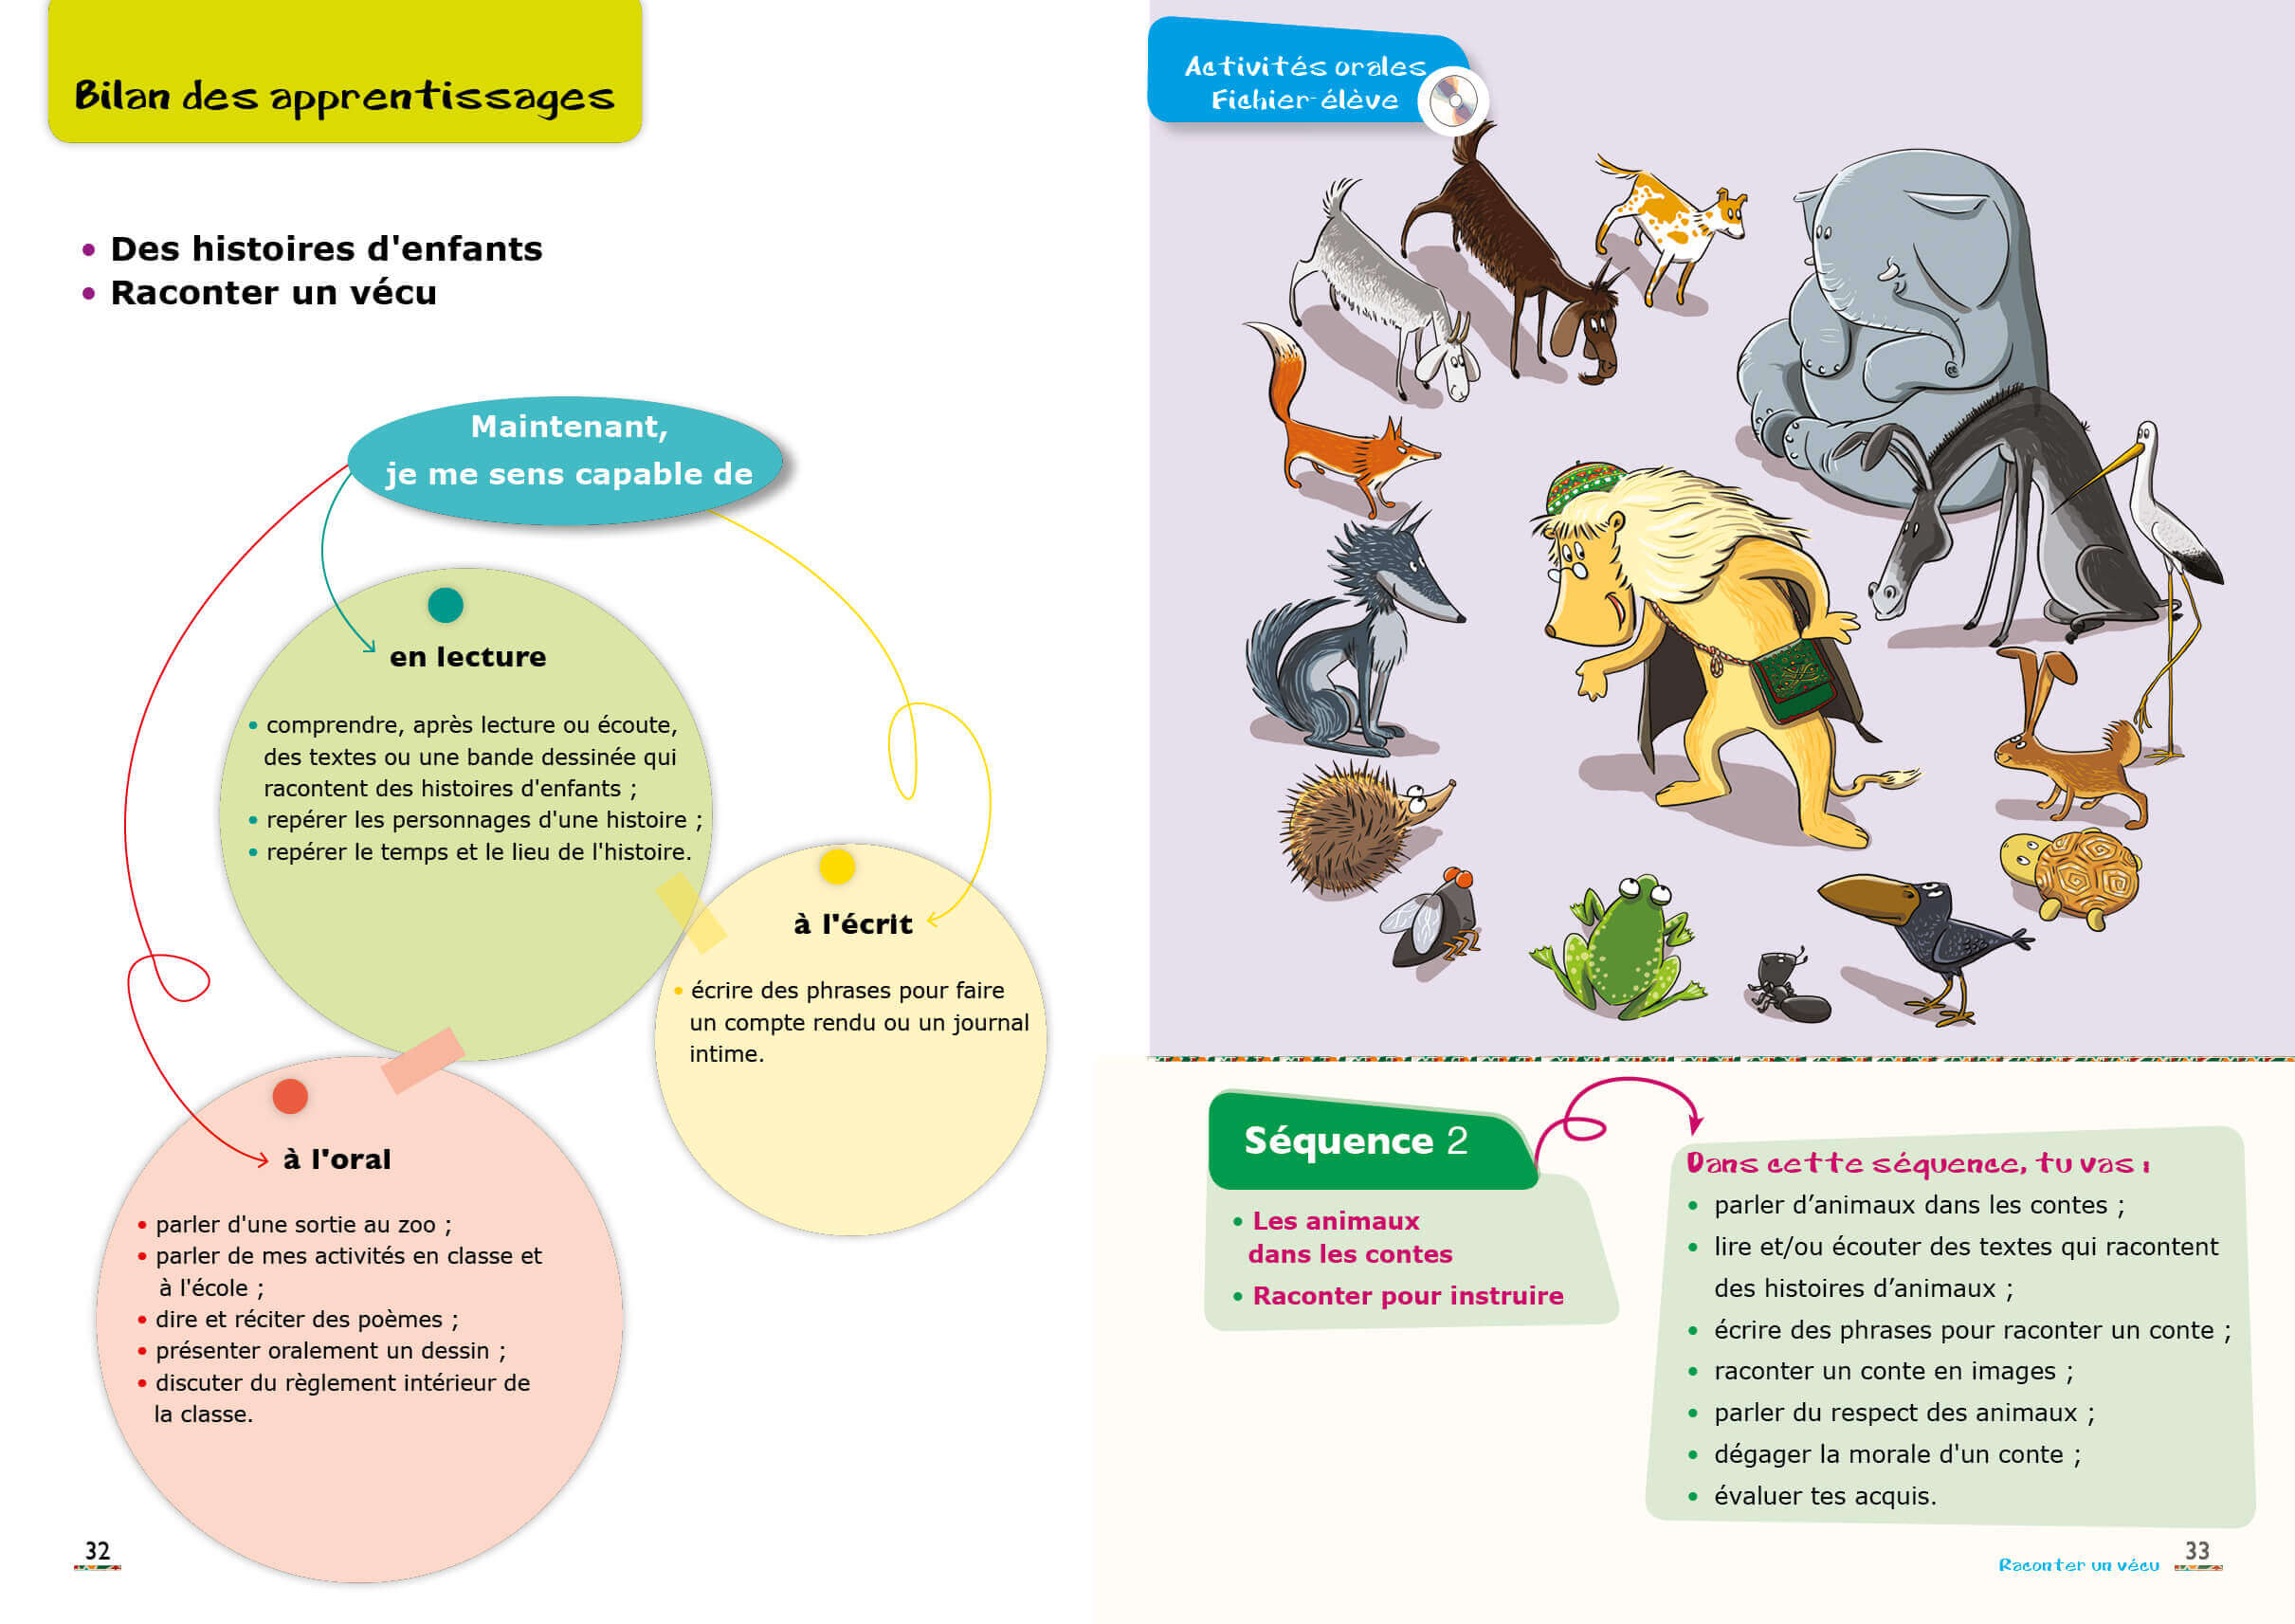 Bilan des apprentissages
• Des histoires d'enfants
• Raconter un vécu
Maintenant,
je me sens capable de
en lecture
• comprendre, après lecture ou écoute,
des textes ou une bande dessinée qui
racontent des histoires d'enfants ;
• repérer les personnages d'une histoire ;
• repérer le temps et le lieu de l'histoire.
à l'écrit
• écrire des phrases pour faire
un compte rendu ou un journal
intime.
à l'oral
• parler d'une sortie au zoo ;
• parler de mes activités en classe et
à l'école ;
• dire et réciter des poèmes ;
• présenter oralement un dessin ;
• discuter du règlement intérieur de
la classe.
32
Activités orales
Fichier-élève
Séquence 2
• Les animaux
dans les contes
• Raconter pour instruire
Dans cette séquence, tu vas :
• parler d’animaux dans les contes ;
• lire et/ou écouter des textes qui racontent
des histoires d’animaux ;
• écrire des phrases pour raconter un conte ;
• raconter un conte en images ;
• parler du respect des animaux ;
• dégager la morale d'un conte ;
• évaluer tes acquis.
Raconter un vécu
33